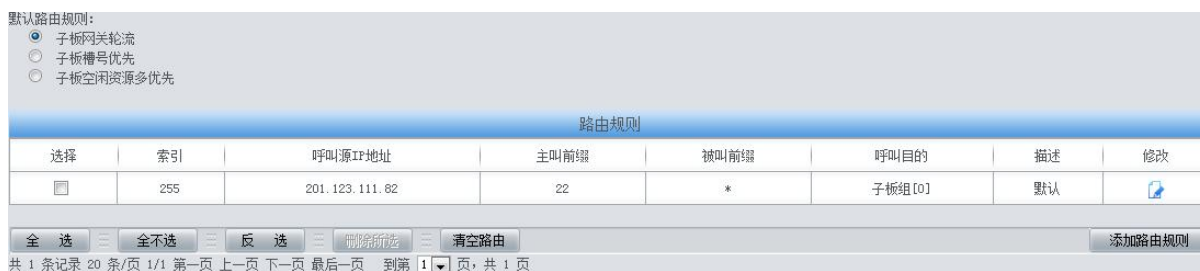 默认路由规则:
子板网关轮流
子板槽号优先
子板空闲资源多优先
路由规则
选择 索引 呼叫源IP地址 主叫前缀 被叫前缀 呼叫目的 描述 修改
255 201.123.111.82 22 * 子板组[0] 默认
全 选 全不选 反 选 删除所选 清空路由 添加路由规则
共 1 条记录 20 条/页 1/1 第一页 上一页 下一页 最后一页 到第 1 页,共 1 页